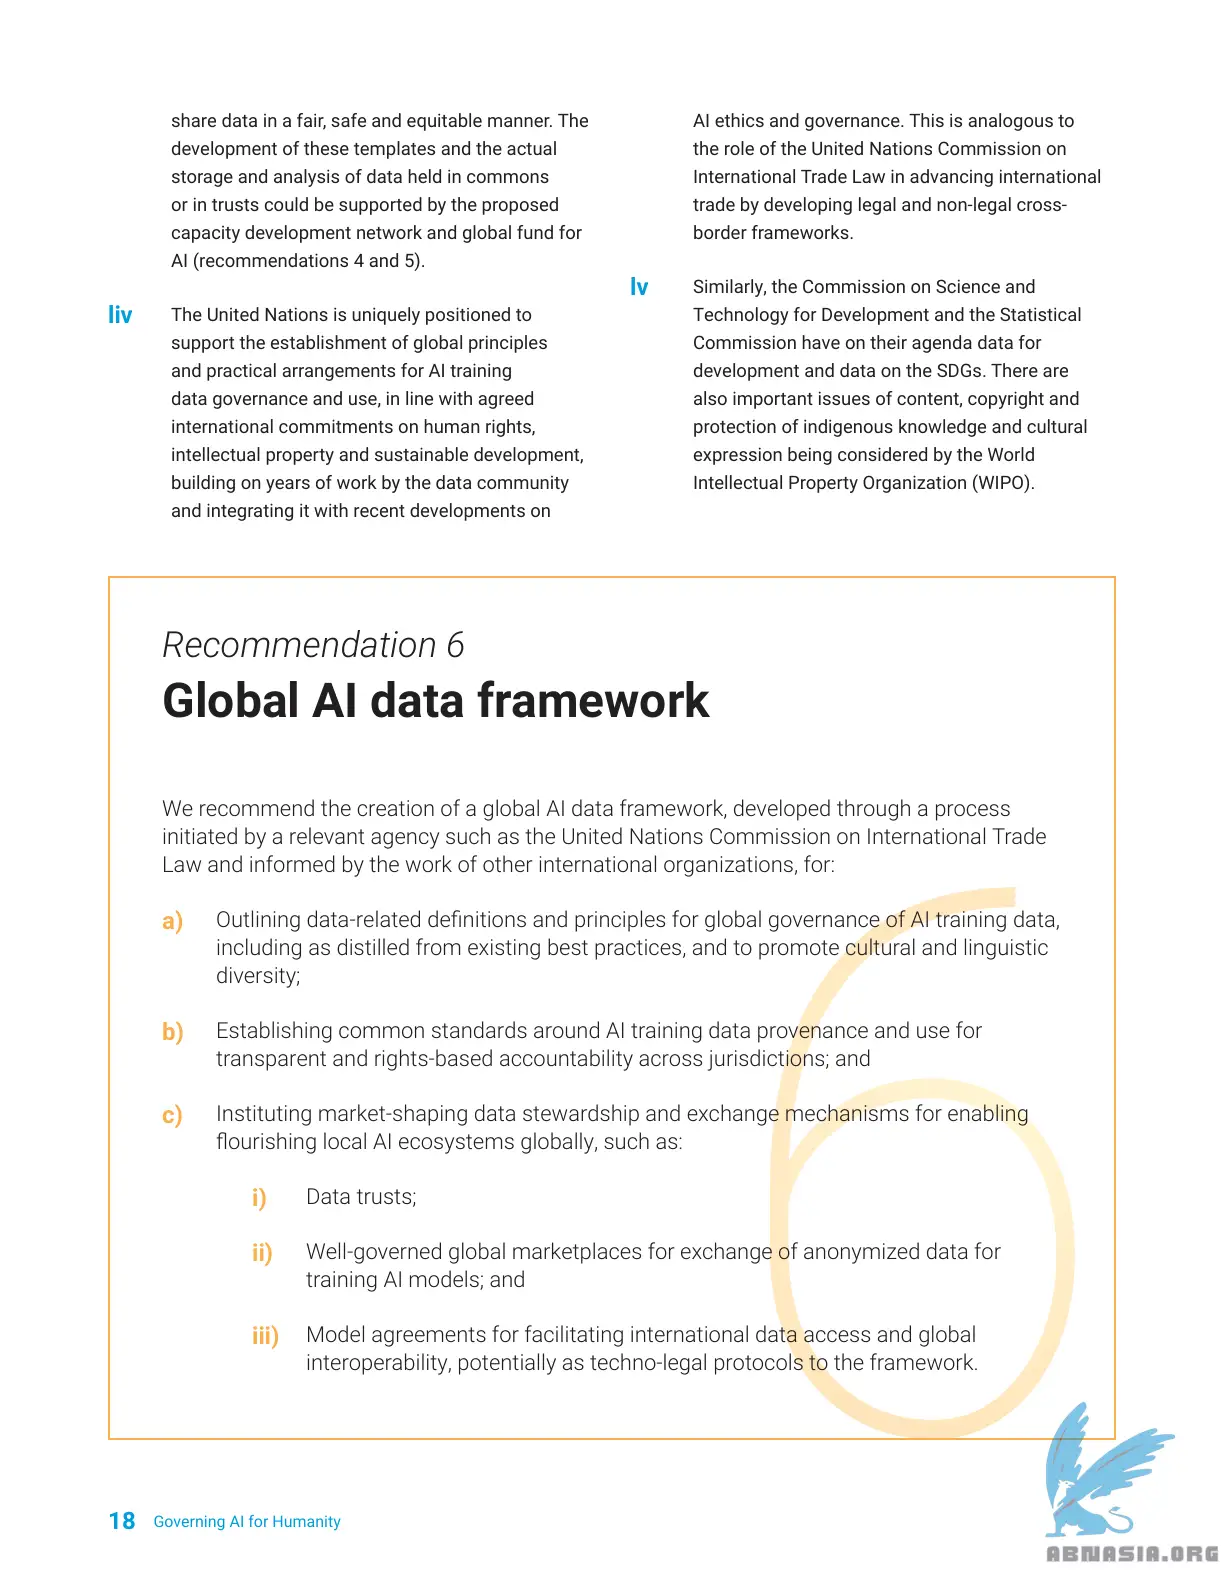 share data in a fair, safe and equitable manner. The
development of these templates and the actual
storage and analysis of data held in commons
or in trusts could be supported by the proposed
capacity development network and global fund for
AI (recommendations 4 and 5).
liv The United Nations is uniquely positioned to
support the establishment of global principles
and practical arrangements for AI training
data governance and use, in line with agreed
international commitments on human rights,
intellectual property and sustainable development,
building on years of work by the data community
and integrating it with recent developments on
AI ethics and governance. This is analogous to
the role of the United Nations Commission on
International Trade Law in advancing international
trade by developing legal and non-legal cross-
border frameworks.
lv Similarly, the Commission on Science and
Technology for Development and the Statistical
Commission have on their agenda data for
development and data on the SDGs. There are
also important issues of content, copyright and
protection of indigenous knowledge and cultural
expression being considered by the World
Intellectual Property Organization (WIPO).
Recommendation 6
Global AI data framework
We recommend the creation of a global AI data framework, developed through a process
initiated by a relevant agency such as the United Nations Commission on International Trade
Law and informed by the work of other international organizations, for:
a) Outlining data-related definitions and principles for global governance of AI training data,
including as distilled from existing best practices, and to promote cultural and linguistic
diversity;
b) Establishing common standards around AI training data provenance and use for
transparent and rights-based accountability across jurisdictions; and
c) Instituting market-shaping data stewardship and exchange mechanisms for enabling
flourishing local AI ecosystems globally, such as:
i) Data trusts;
ii) Well-governed global marketplaces for exchange of anonymized data for
training AI models; and
iii) Model agreements for facilitating international data access and global
interoperability, potentially as techno-legal protocols to the framework.
6
18 Governing AI for Humanity
ABNASIA.ORG